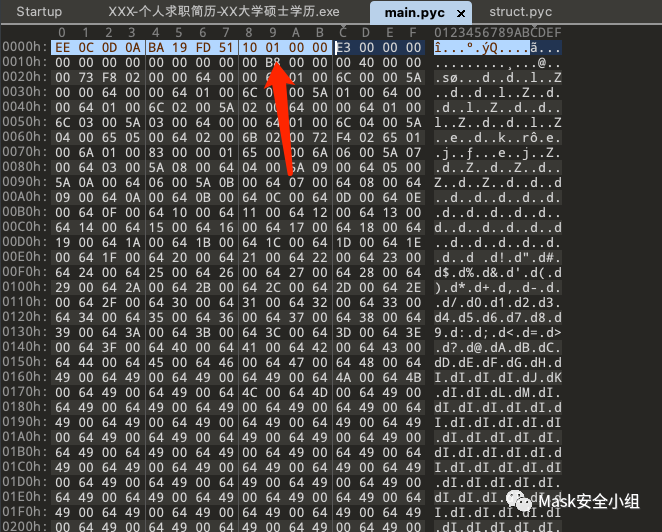 Startup XXX-个人求职简历-XX大学硕士学历.exe main.pyc × struct.pyc
0 1 2 3 4 5 6 7 8 9 A B Č D E F 0123456789ABČDEF
0000h: EE 0C 0D 0A BA 19 FD 51 10 01 00 00 E3 00 00 00 î...º.ýQ....ã...
0010h: 00 00 00 00 00 00 00 00 00 B8 00 00 00 40 00 00 .........¸...@..
0020h: 00 73 F8 02 00 00 64 00 01 00 6C 00 00 5A .sø...d..d..l..Z
0030h: 00 00 64 00 00 64 01 00 6C 00 5A 01 00 64 00 ..d..d..l..Z..d.
0040h: 00 64 01 00 6C 02 00 5A 02 64 00 00 64 01 00 .d..l..Z..d..d..
0050h: 6C 03 00 5A 03 00 64 00 64 01 00 6C 04 00 5A l..Z..d..d..l..Z
0060h: 04 00 65 05 00 64 02 00 6B 02 00 72 F4 02 65 01 ..e..d..k..rô.e.
0070h: 00 6A 01 00 83 00 00 01 65 00 00 6A 06 00 5A 07 .j..ƒ...e..j..Z.
0080h: 00 64 03 00 5A 08 00 64 04 00 5A 09 00 64 05 00 .d..Z..d..Z..d..
0090h: 5A 0A 00 64 06 00 5A 0B 00 64 07 00 64 08 00 64 Z..d..Z..d..d..d
00A0h: 09 00 64 0A 00 64 0B 00 64 0C 00 64 0D 00 64 0E ..d..d..d..d..d.
00B0h: 00 64 0F 00 64 10 00 64 11 00 64 12 00 64 13 00 .d..d..d..d..d..
00C0h: 64 14 00 64 15 00 64 16 00 64 17 00 64 18 00 64 d..d..d..d..d..d
00D0h: 19 00 64 1A 00 64 1B 00 64 1C 00 64 1D 00 64 1E ..d..d..d..d..d.
00E0h: 00 64 1F 00 64 20 00 64 21 00 64 22 00 64 23 00 .d..d .d!.d".d#.
00F0h: 64 24 00 64 25 00 64 26 00 64 27 00 64 28 00 64 d$.d%.d&.d'.d(.d
0100h: 29 00 64 2A 00 64 2B 00 64 2C 00 64 2D 00 64 2E ).d*.d+.d,.d-.d.
0110h: 00 64 2F 00 64 30 00 64 31 00 64 32 00 64 33 00 .d/.d0.d1.d2.d3.
0120h: 64 34 00 64 35 00 64 36 00 64 37 00 64 38 00 64 d4.d5.d6.d7.d8.d
0130h: 39 00 64 3A 00 64 3B 00 64 3C 00 64 3D 00 64 3E 9.d:.d;.d<.d=.d>
0140h: 00 64 3F 00 64 40 00 64 41 00 64 42 00 64 43 00 .d?.d@.dA.dB.dC.
0150h: 64 44 00 64 45 00 64 46 00 64 47 00 64 48 00 64 dD.dE.dF.dG.dH.d
0160h: 49 00 64 49 00 64 49 00 64 49 00 64 4A 00 64 4B I.dI.dI.dI.dJ.dK
0170h: 00 64 49 00 64 49 00 64 4C 00 64 4D 00 64 49 00 .dI.dI.dL.dM.dI.
0180h: 64 49 00 64 49 00 64 49 00 64 49 00 64 49 00 64 dI.dI.dI.dI.dI.d
0190h: 49 00 64 49 00 64 49 00 64 49 00 64 49 00 64 49 I.dI.dI.dI.dI.dI
01A0h: 00 64 49 00 64 49 00 64 49 00 64 49 00 64 49 00 .dI.dI.dI.dI.dI.
01B0h: 64 49 00 64 49 00 64 49 00 64 49 00 64 49 00 64 dI.dI.dI.dI.dI.d
01C0h: 49 00 64 49 00 64 49 00 64 49 00 64 49 00 64 49 I.dI.dI.dI.dI.dI
01D0h: 00 64 49 00 64 49 00 64 49 00 64 49 00 64 49 00 .dI.dI.dI.dI.dI.
01E0h: 64 49 00 64 49 00 64 49 00 64 49 00 64 49 00 64
01F0h: 49 00 64 49 00 64 49 00 64 49 00 64 49 00 64 49
0200h: 00 64 49 00 64 49 00 64 49 00 64 49 00 64 49 00
Mask安全小组